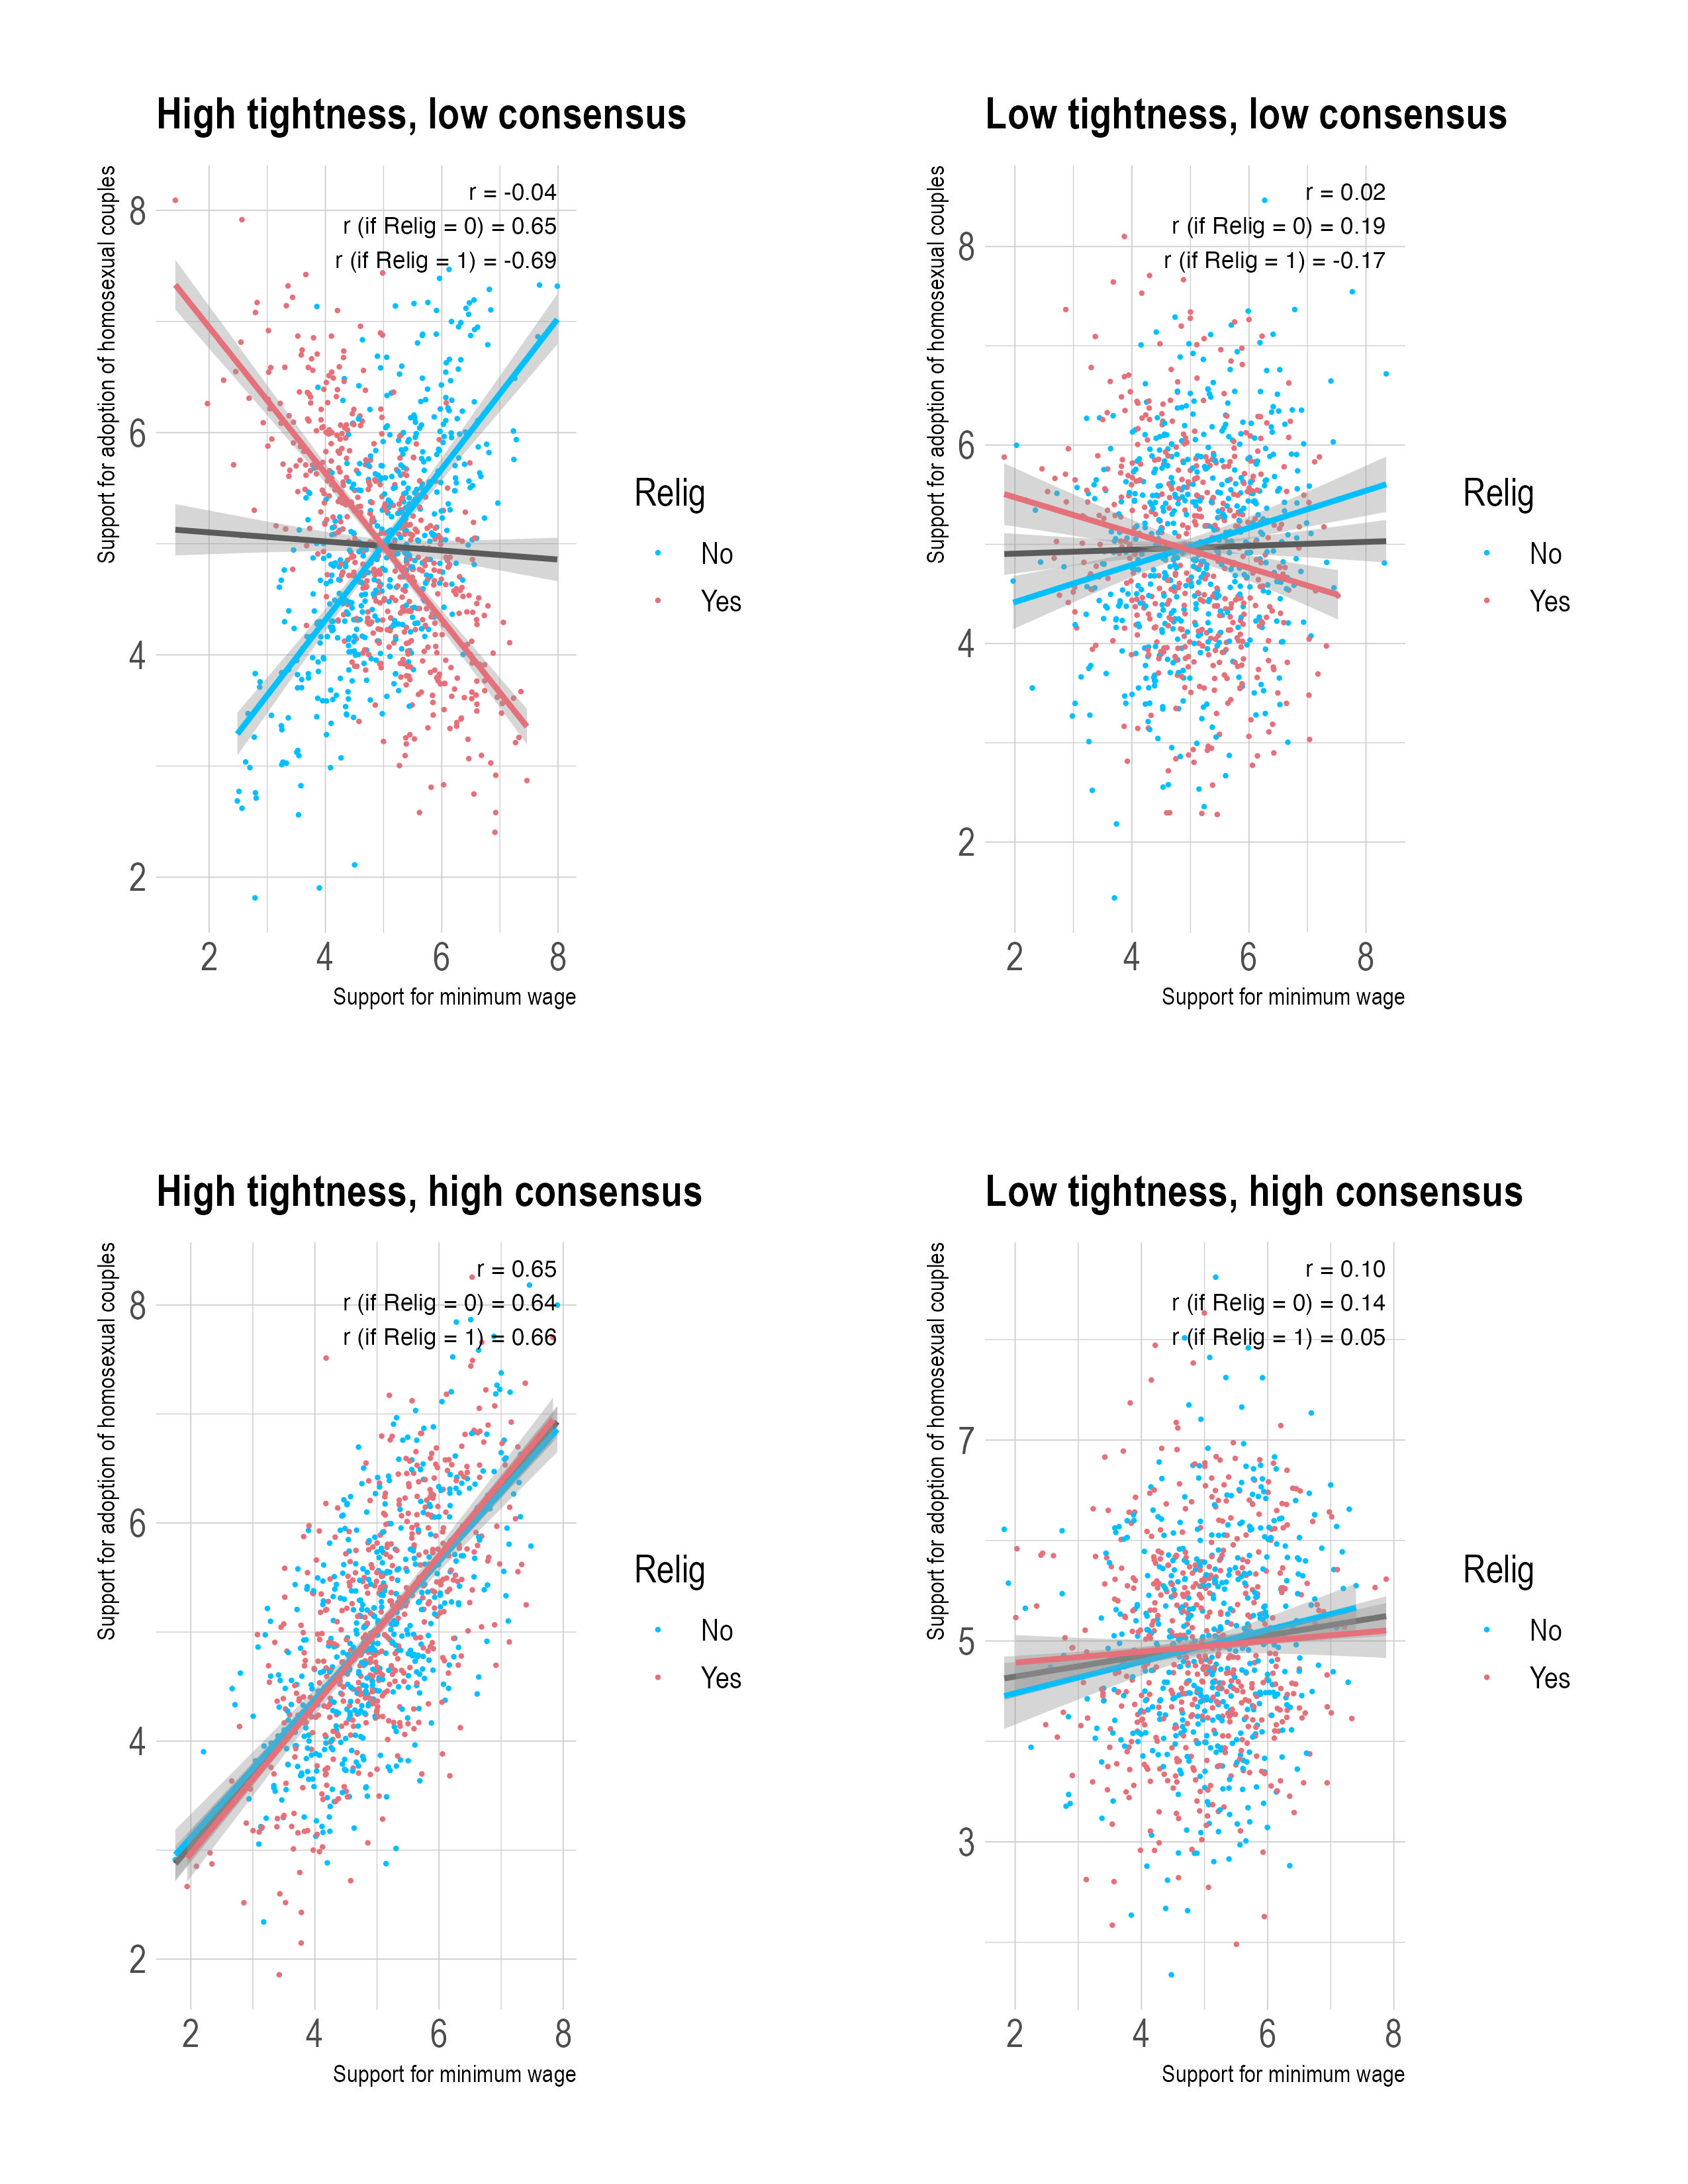 High tightness, low consensus
Support for adoption of homosexual couples
r = -0.04
r (if Relig = 0) = 0.65
r (if Relig = 1) = -0.69
8
6
4
2
2 4 6 8
Support for minimum wage
Relig
No
Yes
Low tightness, low consensus
Support for adoption of homosexual couples
r = 0.02
r (if Relig = 0) = 0.19
r (if Relig = 1) = -0.17
8
6
4
2
2 4 6 8
Support for minimum wage
Relig
No
Yes
High tightness, high consensus
Support for adoption of homosexual couples
r = 0.65
r (if Relig = 0) = 0.64
r (if Relig = 1) = 0.66
8
6
4
2
2 4 6 8
Support for minimum wage
Relig
No
Yes
Low tightness, high consensus
Support for adoption of homosexual couples
r = 0.10
r (if Relig = 0) = 0.14
r (if Relig = 1) = 0.05
7
5
3
2 4 6 8
Support for minimum wage
Relig
No
Yes